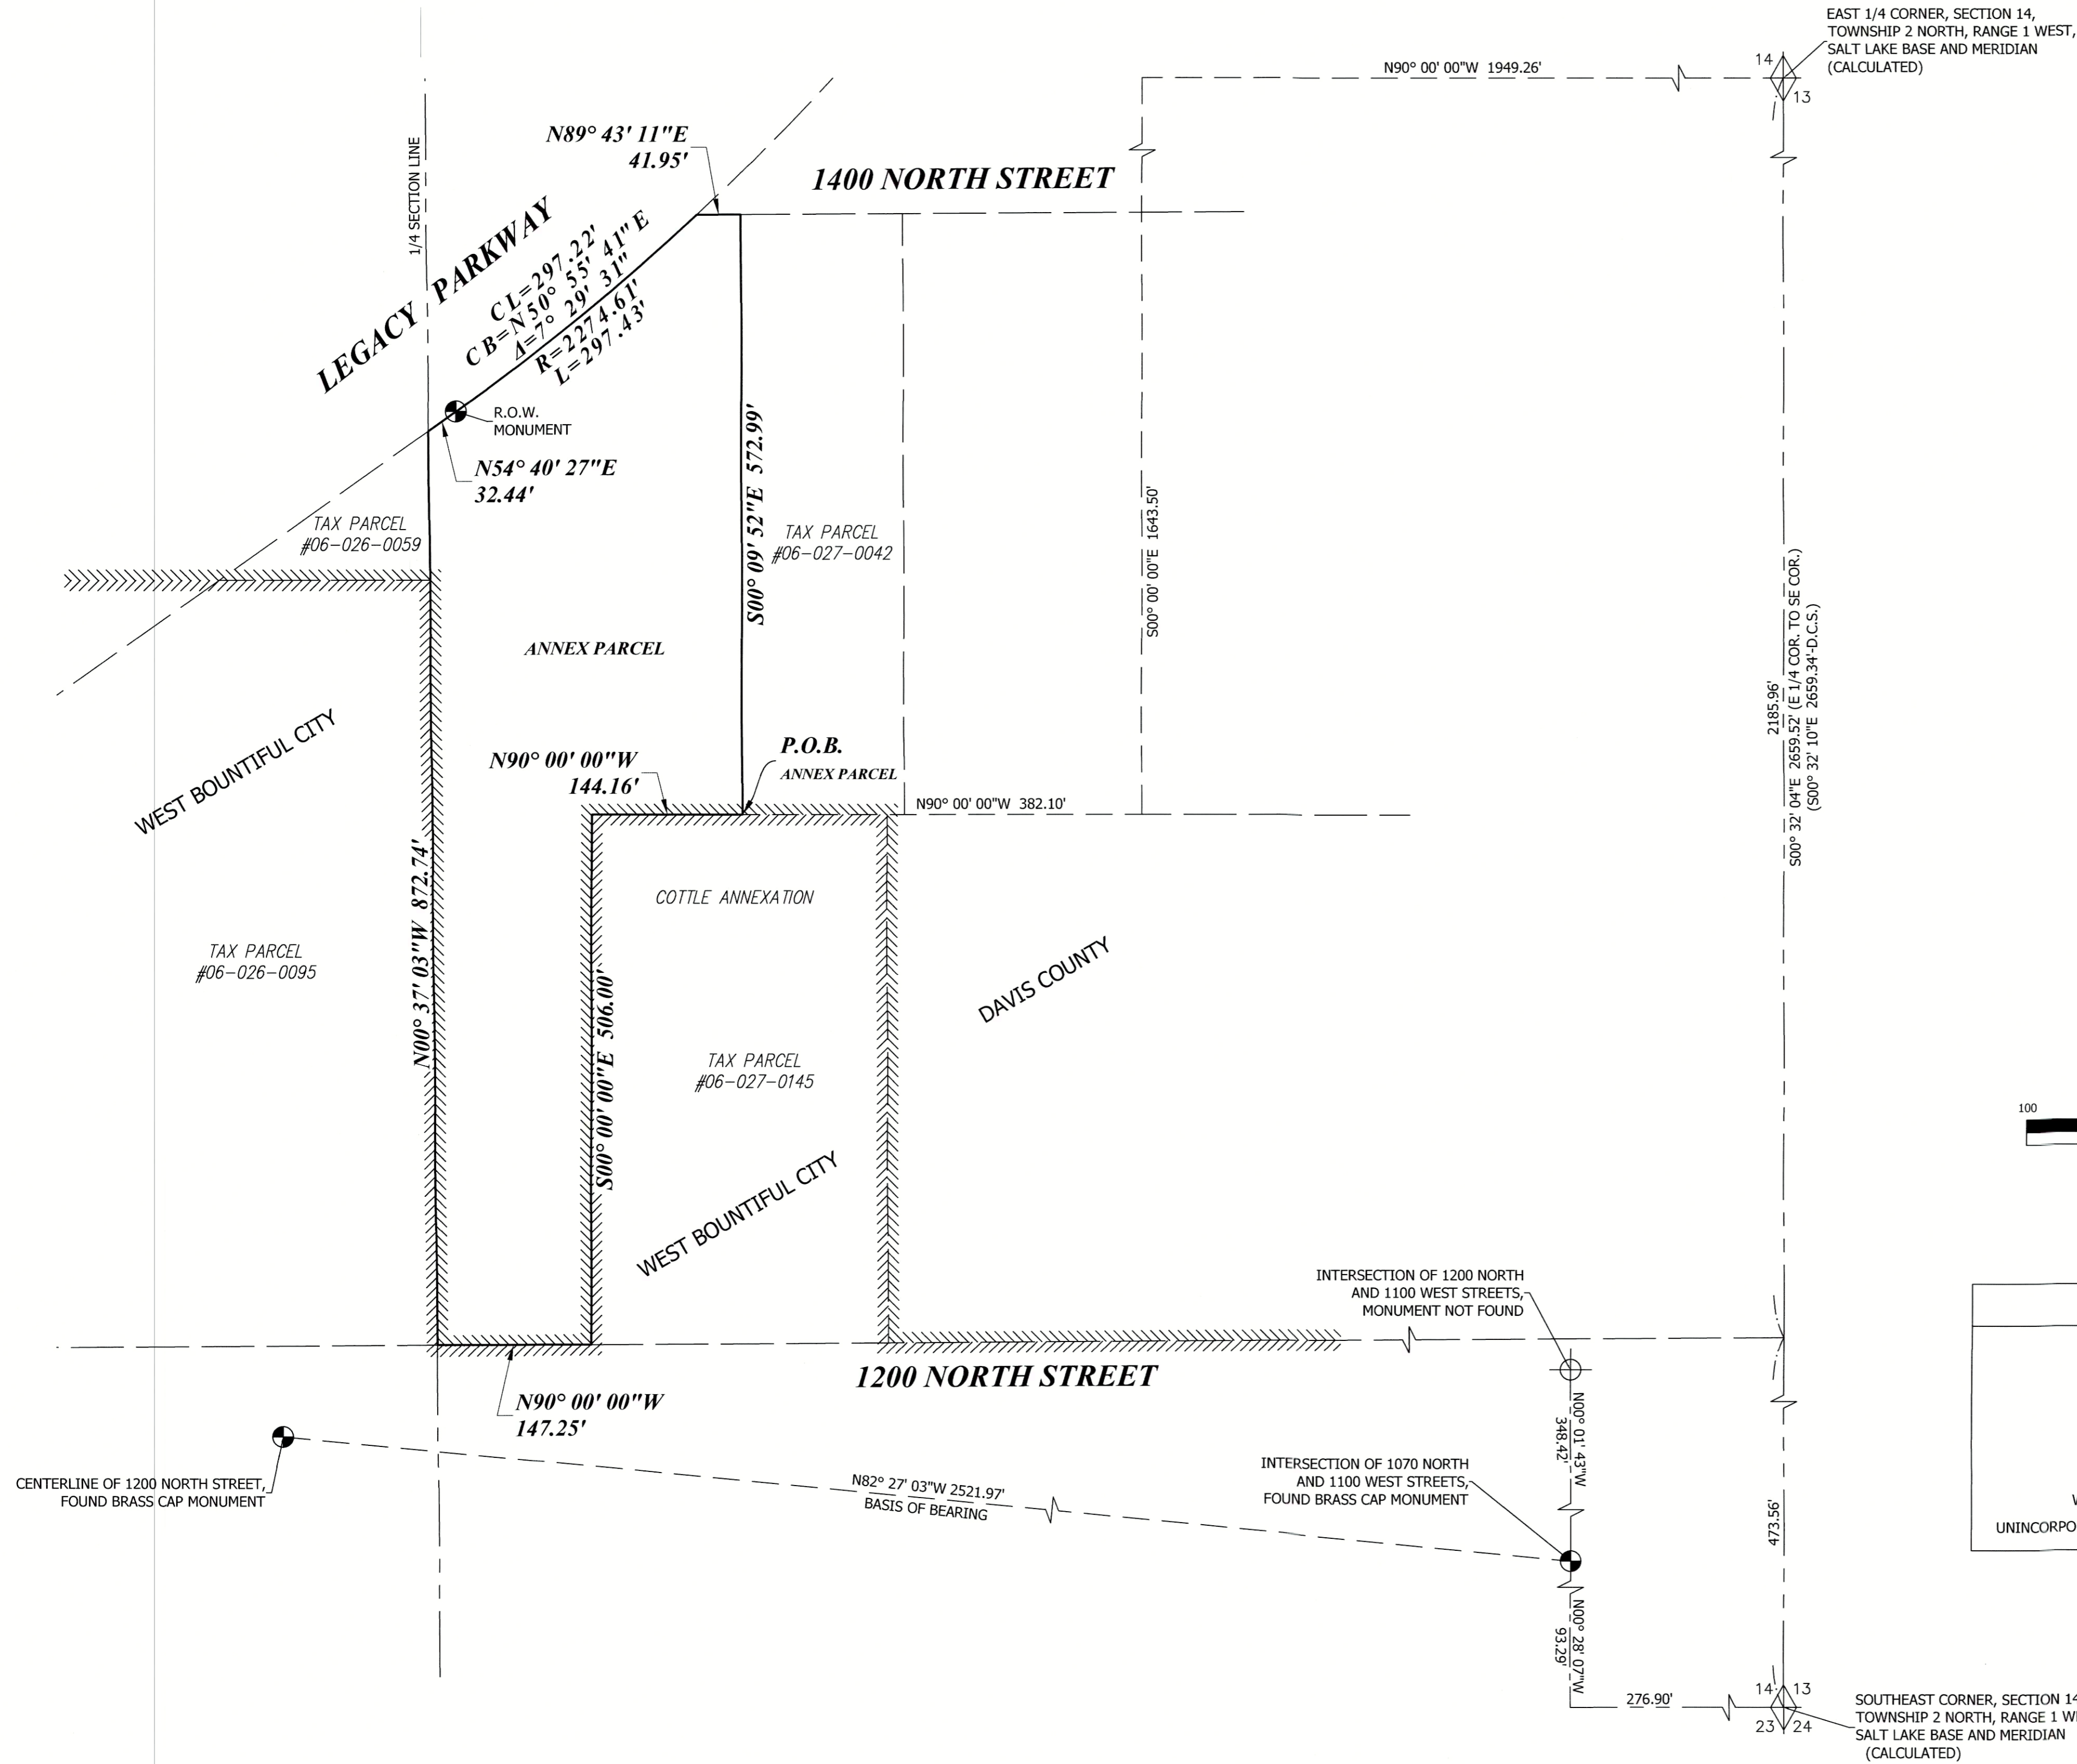 EAST 1/4 CORNER, SECTION 14,
TOWNSHIP 2 NORTH, RANGE 1 WEST,
SALT LAKE BASE AND MERIDIAN
(CALCULATED)
14
13
N90° 00' 00"W 1949.26'
N89° 43' 11"E
41.95'
1400 NORTH STREET
1/4 SECTION LINE
LEGACY PARKWAY
CL=297.22'
CB=N50° 55' 41" E
Δ=7° 29' 31"
R=2274.61'
L=297.43'
R.O.W.
MONUMENT
N54° 40' 27"E
32.44'
TAX PARCEL
#06-026-0059
S00° 09' 52"E 572.99'
TAX PARCEL
#06-027-0042
S00° 00' 00"E 1643.50'
2185.96'
S00° 32' 04"E 2659.52' (E 1/4 COR. TO SE COR.)
(S00° 32' 10"E 2659.34'-D.C.S.)
ANNEX PARCEL
WEST BOUNTIFUL CITY
N90° 00' 00"W
144.16'
P.O.B.
ANNEX PARCEL
N90° 00' 00"W 382.10'
N00° 37' 03"W 872.74'
COTTLE ANNEXATION
TAX PARCEL
#06-026-0095
DAVIS COUNTY
S00° 00' 00"E 506.00'
TAX PARCEL
#06-027-0145
100
WEST BOUNTIFUL CITY
INTERSECTION OF 1200 NORTH
AND 1100 WEST STREETS,
MONUMENT NOT FOUND
1200 NORTH STREET
N90° 00' 00"W
147.25'
N00° 01' 43"W
348.42'
CENTERLINE OF 1200 NORTH STREET,
FOUND BRASS CAP MONUMENT
N82° 27' 03"W 2521.97'
BASIS OF BEARING
INTERSECTION OF 1070 NORTH
AND 1100 WEST STREETS,
FOUND BRASS CAP MONUMENT
473.56'
W
UNINCORPO
N00° 28' 07"W
93.29'
276.90'
14 13
23 24
SOUTHEAST CORNER, SECTION 14
TOWNSHIP 2 NORTH, RANGE 1 WE
SALT LAKE BASE AND MERIDIAN
(CALCULATED)